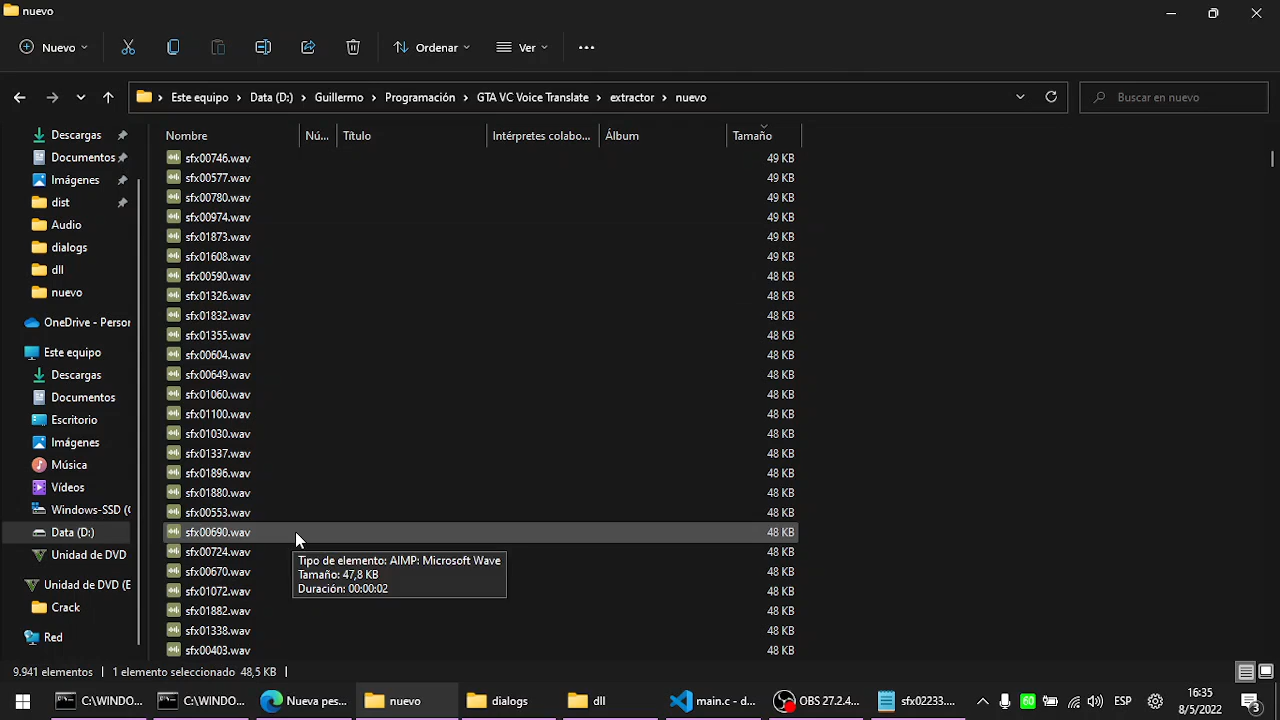 nuevo
Nuevo
Ordenar
Ver
Este equipo > Data (D:) > Guillermo > Programación > GTA VC Voice Translate > extractor > nuevo
Buscar en nuevo
Descargas
Documentos
Imágenes
dist
Audio
dialogs
dll
nuevo
OneDrive - Persor
Este equipo
Descargas
Documentos
Escritorio
Imágenes
Música
Vídeos
Windows-SSD (
Data (D:)
Unidad de DVD
Unidad de DVD (E
Crack
Red
Nombre Nú... Título Intérpretes colabo... Álbum Tamaño
sfx00746.wav 49 KB
sfx00577.wav 49 KB
sfx00780.wav 49 KB
sfx00974.wav 49 KB
sfx01873.wav 49 KB
sfx01608.wav 49 KB
sfx00590.wav 48 KB
sfx01326.wav 48 KB
sfx01832.wav 48 KB
sfx01355.wav 48 KB
sfx00604.wav 48 KB
sfx00649.wav 48 KB
sfx01060.wav 48 KB
sfx01100.wav 48 KB
sfx01030.wav 48 KB
sfx01337.wav 48 KB
sfx01896.wav 48 KB
sfx01880.wav 48 KB
sfx00553.wav 48 KB
sfx00690.wav 48 KB
sfx00724.wav 48 KB
sfx00670.wav 48 KB
sfx01072.wav 48 KB
sfx01882.wav 48 KB
sfx01338.wav 48 KB
sfx00403.wav 48 KB
Tipo de elemento: AIMP: Microsoft Wave
Tamaño: 47,8 KB
Duración: 00:00:02
9.941 elementos 1 elemento seleccionado 48,5 KB
C:\WINDO...
C:\WINDO...
Nueva pes...
nuevo
dialogs
dll
main.c - d...
OBS 27.2.4...
sfx02233....
60
ESP
16:35
8/5/2022
3